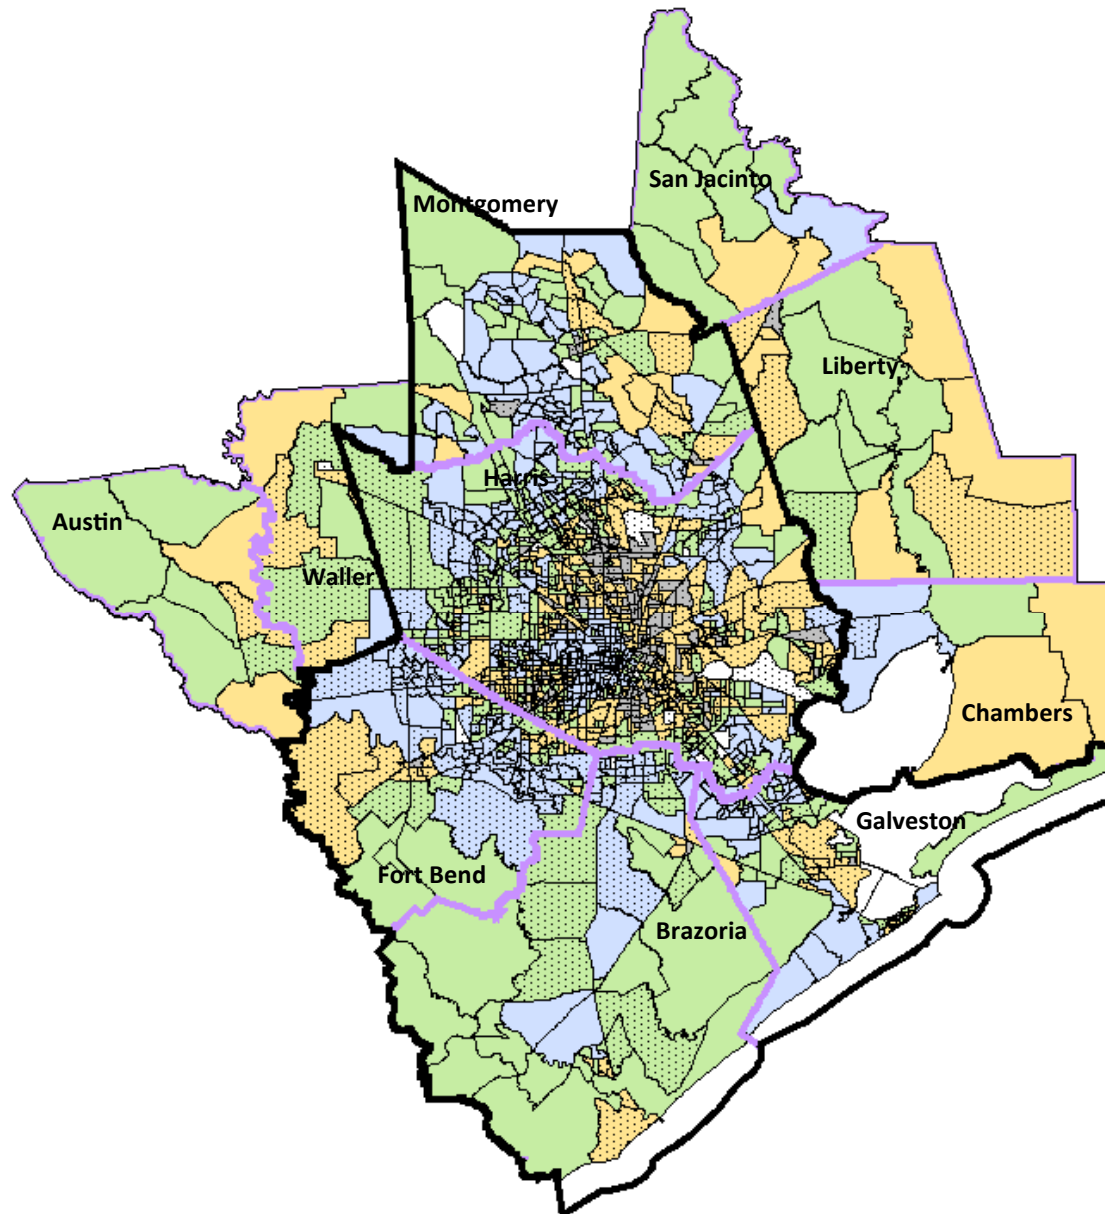 San Jacinto
Montgomery
Liberty
Harris
Austin
Waller
Chambers
Galveston
Fort Bend
Brazoria